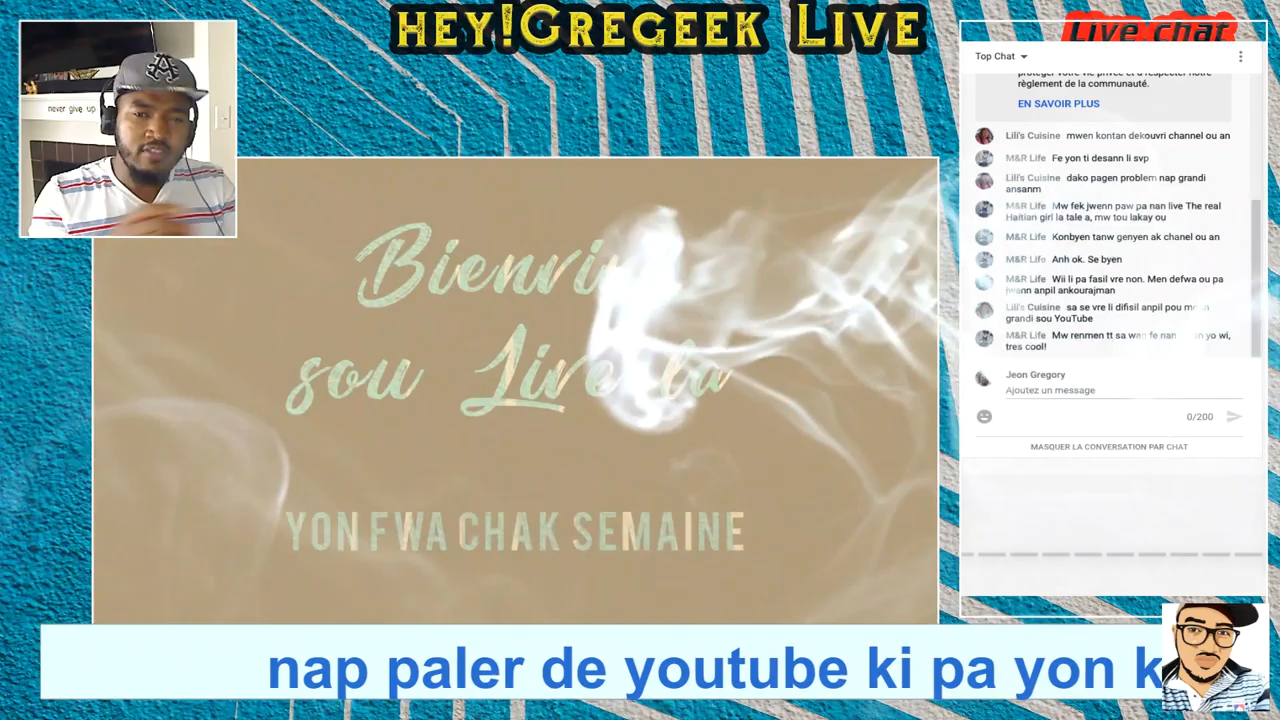 HEY!GREGEEK LIVE
Live chat
never give up
Top Chat
protéger votre vie privée et à respecter notre
règlement de la communauté.
EN SAVOIR PLUS
Lili's Cuisine mwen kontan dekouvri channel ou an
M&R Life Fe yon ti desann li svp
Lili's Cuisine dako pagen problem nap grandi
ansanm
M&R Life Mw fek jwenn paw pa nan live The real
Haitian girl la tale a, mw tou lakay ou
M&R Life Konbyen tanw genyen ak chanel ou an
M&R Life Anh ok. Se byen
M&R Life Wii li pa fasil vre non. Men defwa ou pa
jwenn anpil ankourajman
Lili's Cuisine sa se vre li difisil anpil pou
grandi sou YouTube
M&R Life Mw renmen tt sa wap fe nan yo wi,
tres cool!
Jeon Gregory
Ajoutez un message
0/200
MASQUER LA CONVERSATION PAR CHAT
sou Live la
YON FWA CHAK SEMAINE
nap paler de youtube ki pa yon